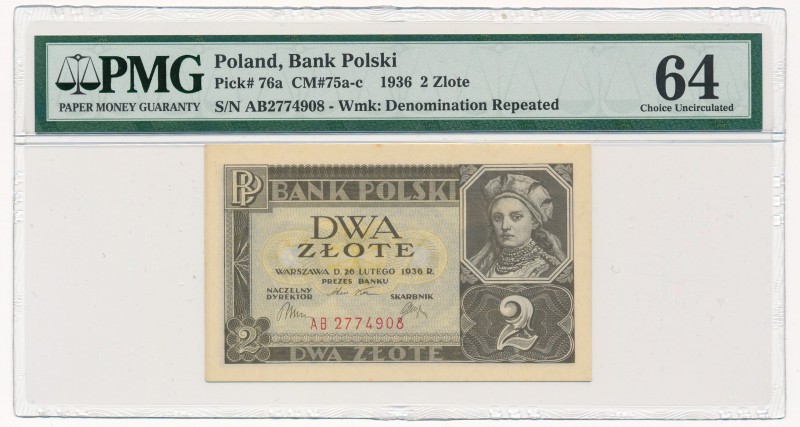 PMG
PAPER MONEY GUARANTY
Poland, Bank Polski
Pick# 76a CM#75a-c 1936 2 Zlote
S/N AB2774908 - Wmk: Denomination Repeated
64
Choice Uncirculated
BP
BANK POLSKI
DWA
ZŁOTE
WARSZAWA D. 26 LUTEGO 1936 R.
PREZES BANKU
NACZELNY DYREKTOR
SKARBNIK
AB 2774908
2
2
DWA ZŁOTE